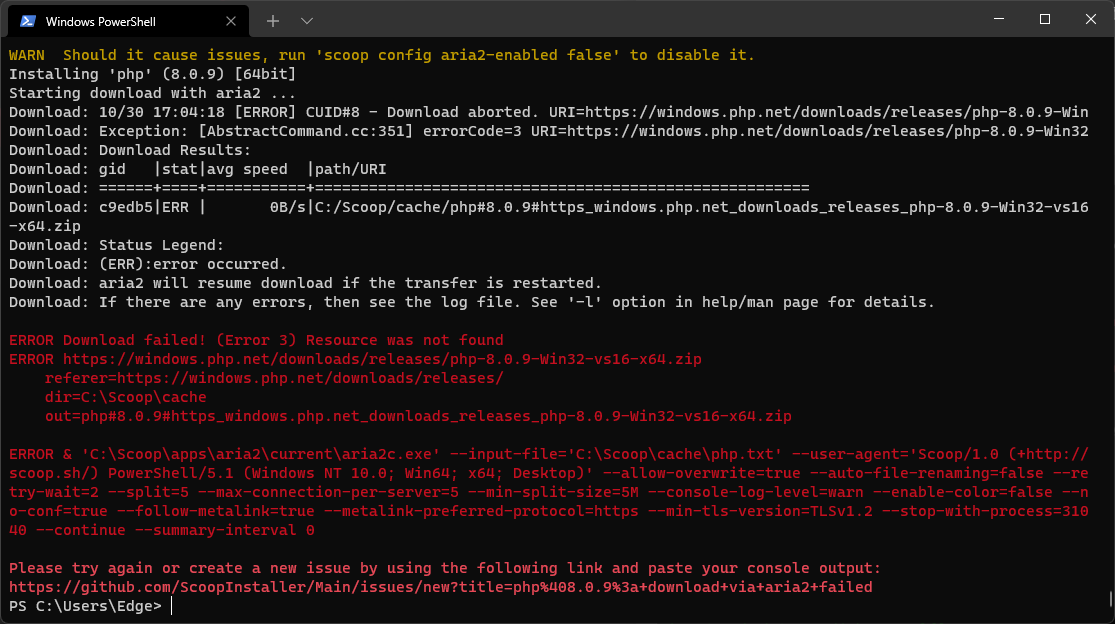 Windows PowerShell
WARN  Should it cause issues, run 'scoop config aria2-enabled false' to disable it.
Installing 'php' (8.0.9) [64bit]
Starting download with aria2 ...
Download: 10/30 17:04:18 [ERROR] CUID#8 - Download aborted. URI=https://windows.php.net/downloads/releases/php-8.0.9-Win
Download: Exception: [AbstractCommand.cc:351] errorCode=3 URI=https://windows.php.net/downloads/releases/php-8.0.9-Win32
Download: Download Results:
Download: gid   |stat|avg speed  |path/URI
Download: ======+====+===========+=======================================================
Download: c9edb5|ERR |       0B/s|C:/Scoop/cache/php#8.0.9#https_windows.php.net_downloads_releases_php-8.0.9-Win32-vs16
-x64.zip
Download: Status Legend:
Download: (ERR):error occurred.
Download: aria2 will resume download if the transfer is restarted.
Download: If there are any errors, then see the log file. See '-l' option in help/man page for details.
ERROR Download failed! (Error 3) Resource was not found
ERROR https://windows.php.net/downloads/releases/php-8.0.9-Win32-vs16-x64.zip
    referer=https://windows.php.net/downloads/releases/
    dir=C:\Scoop\cache
    out=php#8.0.9#https_windows.php.net_downloads_releases_php-8.0.9-Win32-vs16-x64.zip
ERROR & 'C:\Scoop\apps\aria2\current\aria2c.exe' --input-file='C:\Scoop\cache\php.txt' --user-agent='Scoop/1.0 (+http://
scoop.sh/) PowerShell/5.1 (Windows NT 10.0; Win64; x64; Desktop)' --allow-overwrite=true --auto-file-renaming=false --re
try-wait=2 --split=5 --max-connection-per-server=5 --min-split-size=5M --console-log-level=warn --enable-color=false --n
o-conf=true --follow-metalink=true --metalink-preferred-protocol=https --min-tls-version=TLSv1.2 --stop-with-process=310
40 --continue --summary-interval 0
Please try again or create a new issue by using the following link and paste your console output:
https://github.com/ScoopInstaller/Main/issues/new?title=php%408.0.9%3a+download+via+aria2+failed
PS C:\Users\Edge>